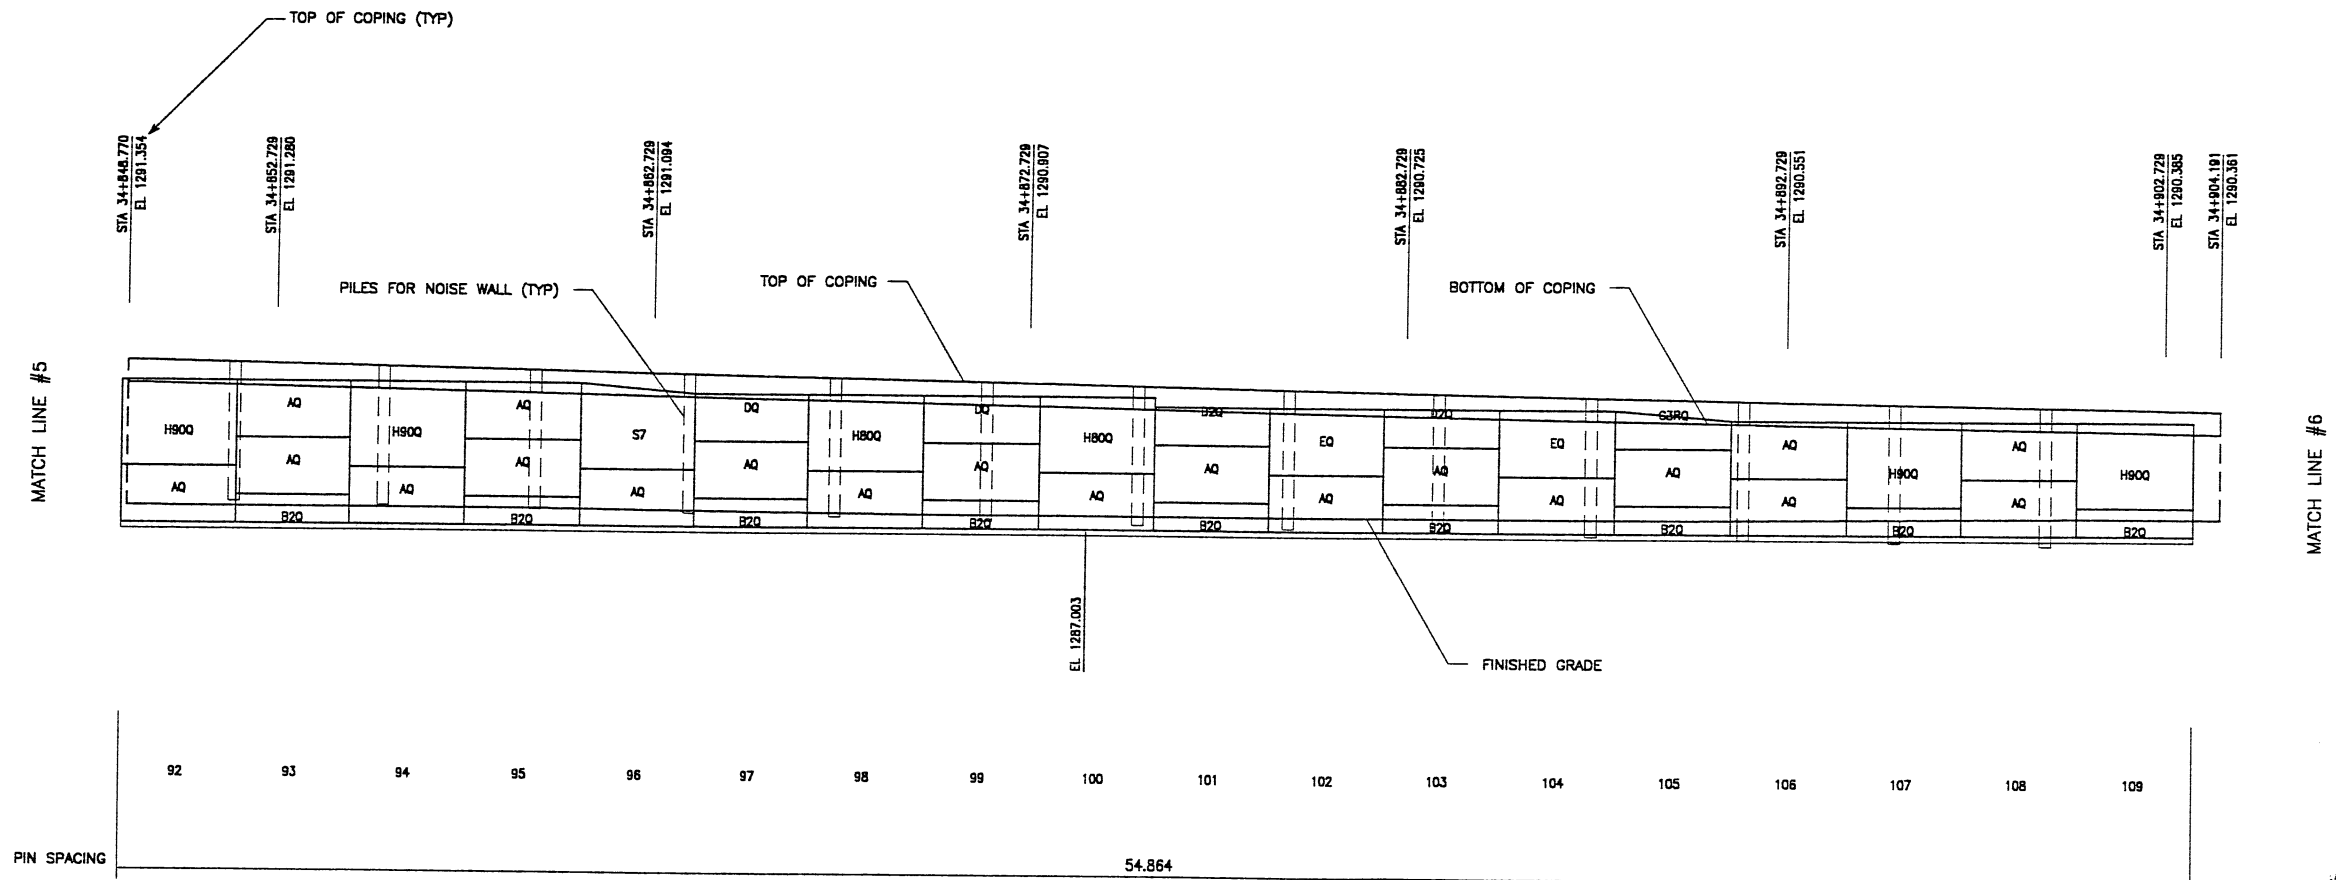 TOP OF COPING (TYP)
STA 34+848.770
EL 1291.354
STA 34+852.729
EL 1291.280
STA 34+862.729
EL 1291.094
STA 34+872.729
EL 1290.907
STA 34+882.729
EL 1290.725
STA 34+892.729
EL 1290.551
STA 34+902.729
EL 1290.385
STA 34+904.191
EL 1290.361
PILES FOR NOISE WALL (TYP)
TOP OF COPING
BOTTOM OF COPING
MATCH LINE #5
MATCH LINE #6
H90Q
AQ
AQ
AQ
B2Q
H90Q
AQ
AQ
AQ
B2Q
S7
AQ
DQ
AQ
B2Q
H80Q
AQ
DQ
AQ
B2Q
H80Q
AQ
B2Q
AQ
B2Q
EQ
AQ
B2Q
AQ
B2Q
EQ
AQ
G3RQ
AQ
B2Q
AQ
AQ
H90Q
B2Q
AQ
AQ
H90Q
B2Q
EL 1287.003
FINISHED GRADE
92 93 94 95 96 97 98 99 100 101 102 103 104 105 106 107 108 109
PIN SPACING
54.864